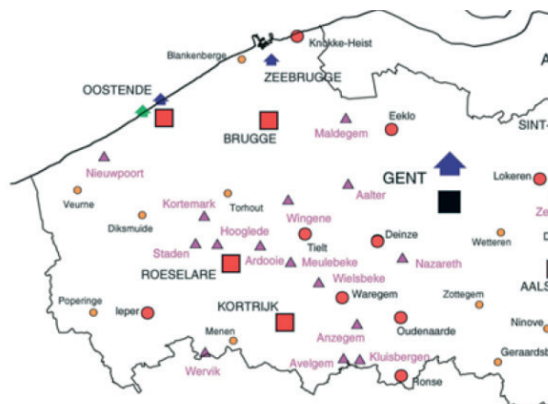 Knokke-Heist
Blankenberge
ZEEBRUGGE
OOSTENDE
BRUGGE
Maldegem
Eeklo
SINT-
Nieuwpoort
GENT
Lokeren
Veurne
Kortemark
Torhout
Aalter
Wingene
Ze
Diksmuide
Hooglede
Staden
Ardooie
Tielt
Deinze
Wetteren
D
Meulebeke
Nazareth
ROESELARE
Wielsbeke
AALS
Poperinge
Ieper
KORTRIJK
Waregem
Zottegem
Oudenaarde
Ninove
Menen
Anzegem
Wervik
Avelgem
Kluisbergen
Geraardsb
Ronse
A